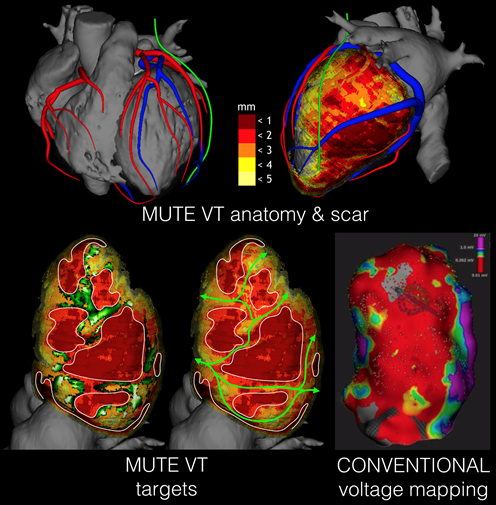 mm
< 1
< 2
< 3
< 4
< 5
MUTE VT anatomy & scar
MUTE VT
targets
CONVENTIONAL
voltage mapping